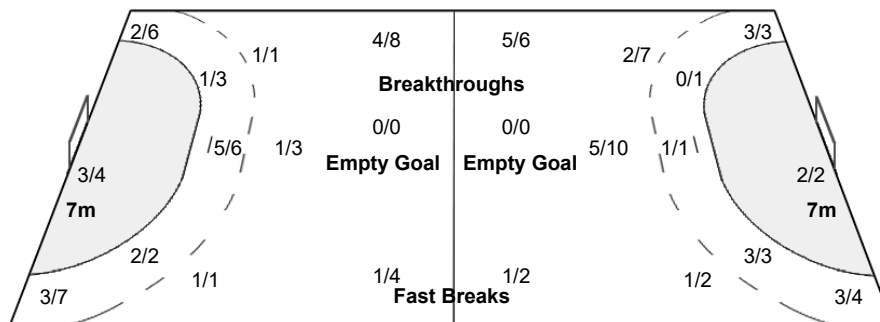 2/6 3/3
1/1 4/8 5/6 2/7
1/3 Breakthroughs 0/1
0/0 0/0
5/6 1/3 5/10 1/1
Empty Goal Empty Goal
3/4 2/2
7m 7m
2/2 3/3
1/1 1/4 1/2 1/2
3/7 Fast Breaks 3/4